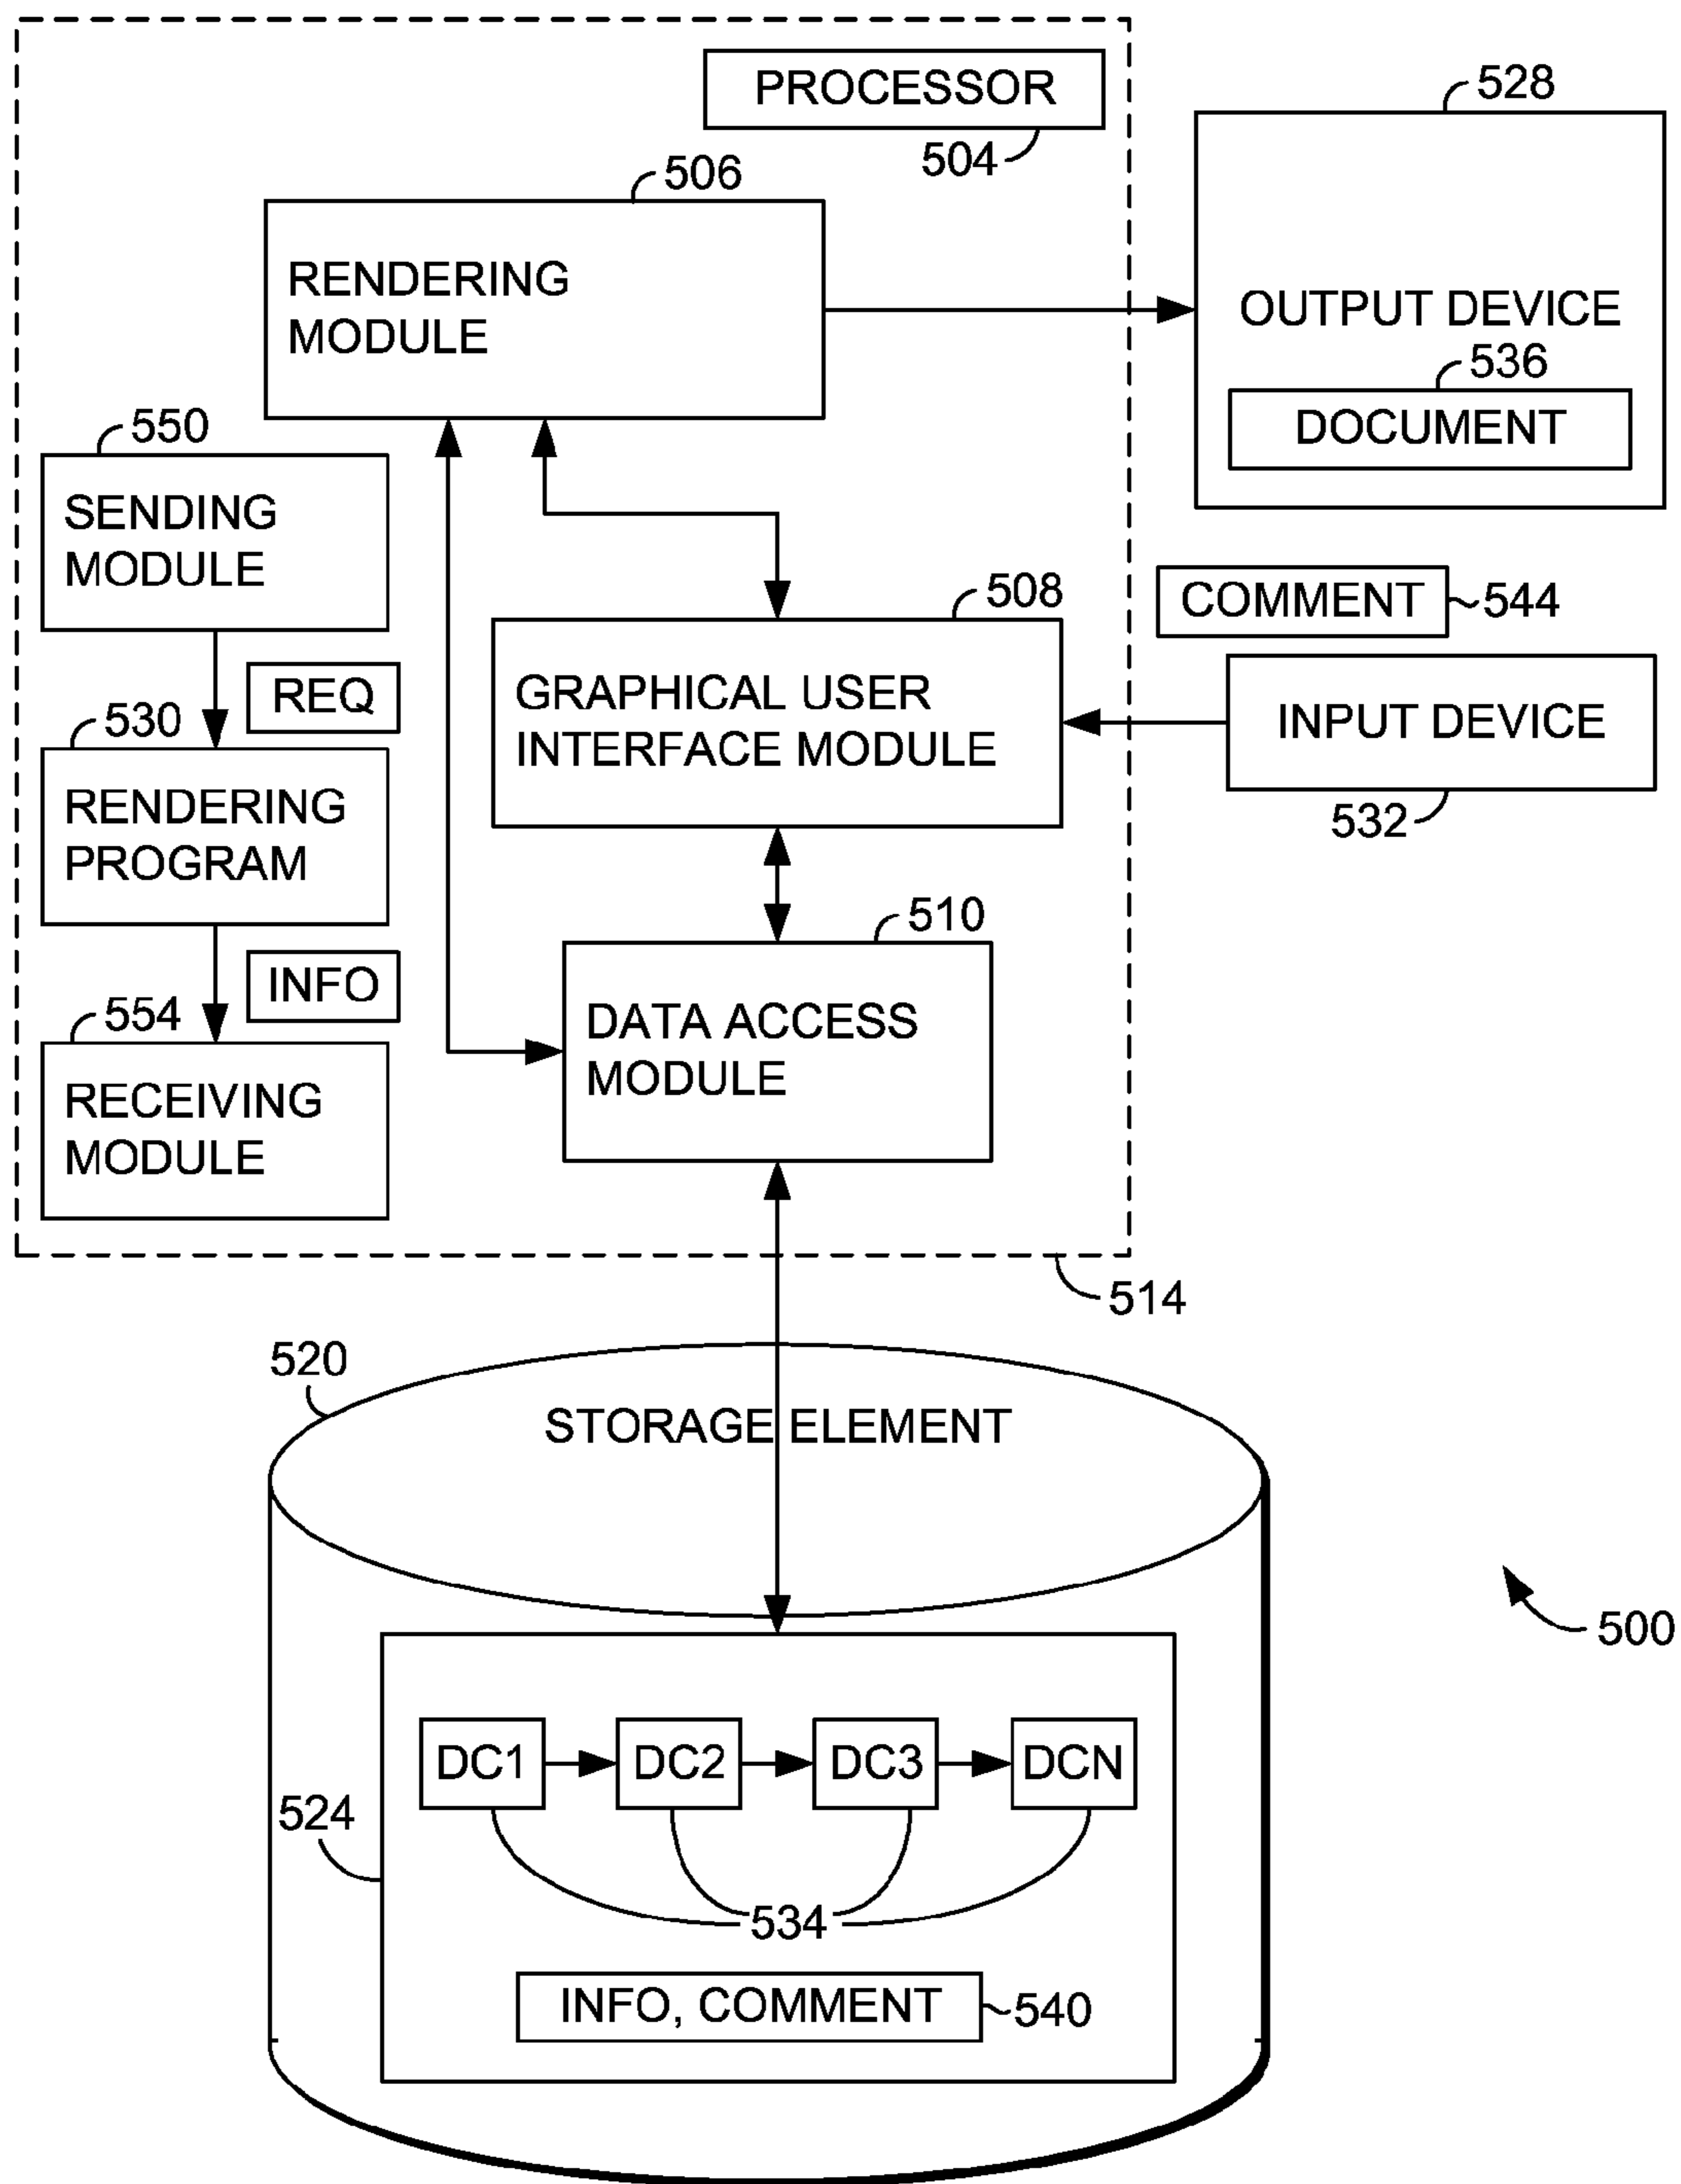 PROCESSOR
504
528
506
RENDERING
MODULE
OUTPUT DEVICE
536
DOCUMENT
550
SENDING
MODULE
508
COMMENT
544
REQ
GRAPHICAL USER
INTERFACE MODULE
INPUT DEVICE
532
530
RENDERING
PROGRAM
510
INFO
554
DATA ACCESS
MODULE
RECEIVING
MODULE
514
520
STORAGE ELEMENT
500
DC1
DC2
DC3
DCN
524
534
INFO, COMMENT
540